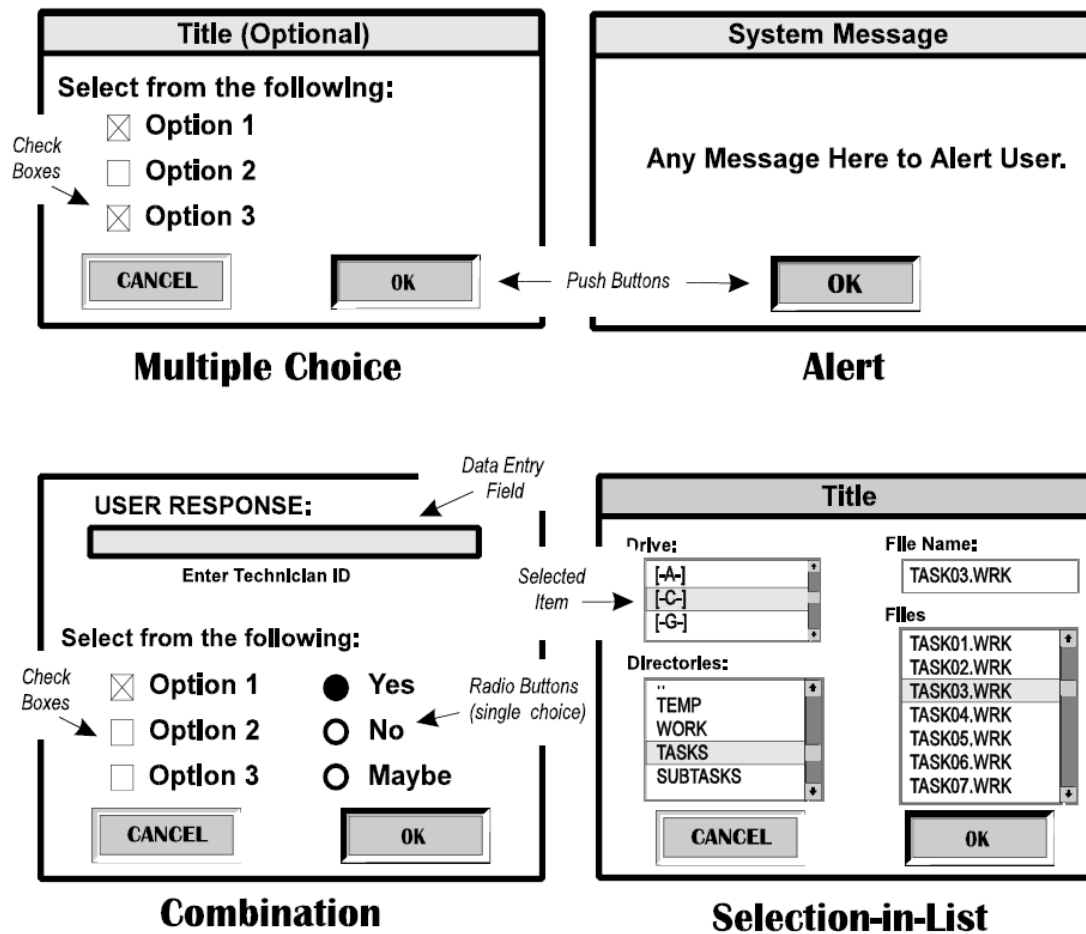 Title (Optional)
Select from the following:
Check
Boxes
Option 1
Option 2
Option 3
CANCEL
OK
Multiple Choice
System Message
Any Message Here to Alert User.
Push Buttons
OK
Alert
USER RESPONSE:
Data Entry
Field
Enter Technician ID
Select from the following:
Check
Boxes
Option 1
Option 2
Option 3
Yes
No
Maybe
Radio Buttons
(single choice)
CANCEL
OK
Combination
Title
Drive:
[-A-]
[-C-]
[-G-]
Selected
Item
Directories:
..
TEMP
WORK
TASKS
SUBTASKS
File Name:
TASK03.WRK
Files
TASK01.WRK
TASK02.WRK
TASK03.WRK
TASK04.WRK
TASK05.WRK
TASK06.WRK
TASK07.WRK
CANCEL
OK
Selection-in-List